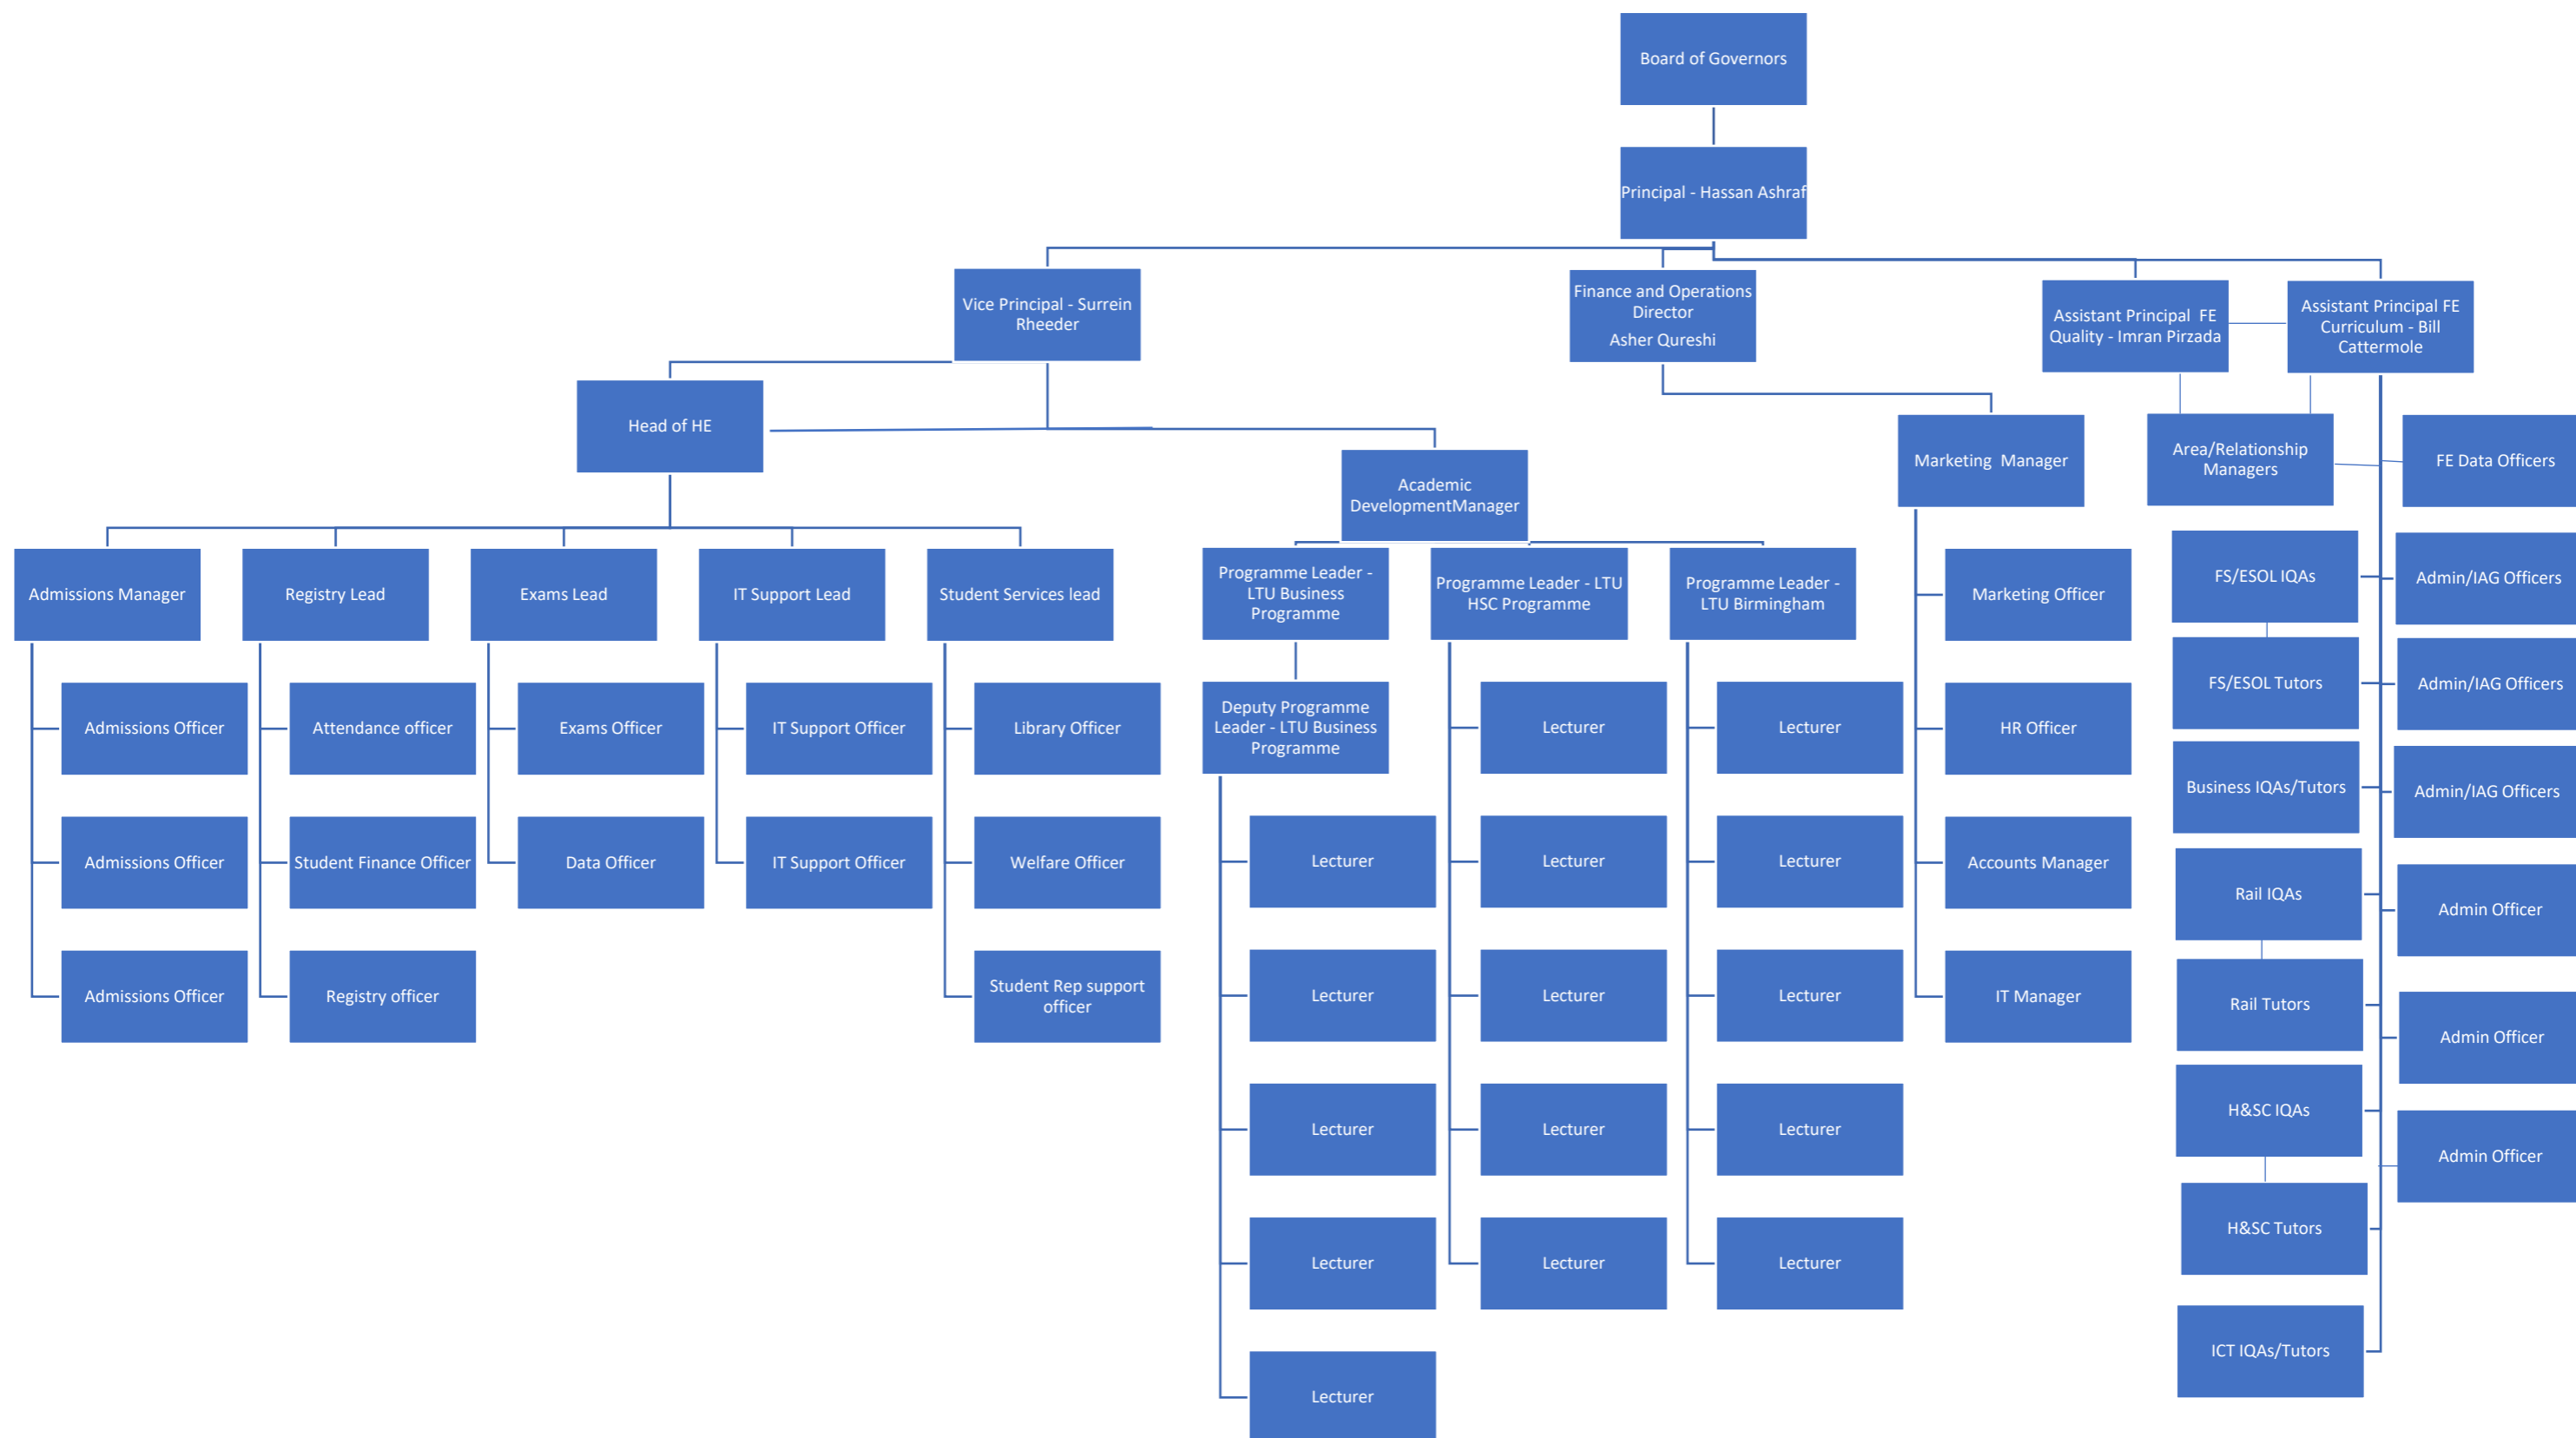 Board of Governors
Principal - Hassan Ashraf
Vice Principal - Surrein
Rheeder
Finance and Operations
Director
Asher Qureshi
Assistant Principal  FE
Quality - Imran Pirzada
Assistant Principal FE
Curriculum - Bill
Cattermole
Head of HE
Academic
DevelopmentManager
Marketing  Manager
Area/Relationship
Managers
FE Data Officers
Admissions Manager
Registry Lead
Exams Lead
IT Support Lead
Student Services lead
Programme Leader -
LTU Business
Programme
Programme Leader - LTU
HSC Programme
Programme Leader -
LTU Birmingham
Marketing Officer
FS/ESOL IQAs
Admin/IAG Officers
Admissions Officer
Attendance officer
Exams Officer
IT Support Officer
Library Officer
Deputy Programme
Leader - LTU Business
Programme
Lecturer
Lecturer
HR Officer
FS/ESOL Tutors
Admin/IAG Officers
Business IQAs/Tutors
Admin/IAG Officers
Admissions Officer
Student Finance Officer
Data Officer
IT Support Officer
Welfare Officer
Lecturer
Lecturer
Lecturer
Accounts Manager
Rail IQAs
Admin Officer
Admissions Officer
Registry officer
Student Rep support
officer
Lecturer
Lecturer
Lecturer
IT Manager
Rail Tutors
Admin Officer
Lecturer
Lecturer
Lecturer
H&SC IQAs
Admin Officer
Lecturer
Lecturer
Lecturer
H&SC Tutors
Lecturer
ICT IQAs/Tutors